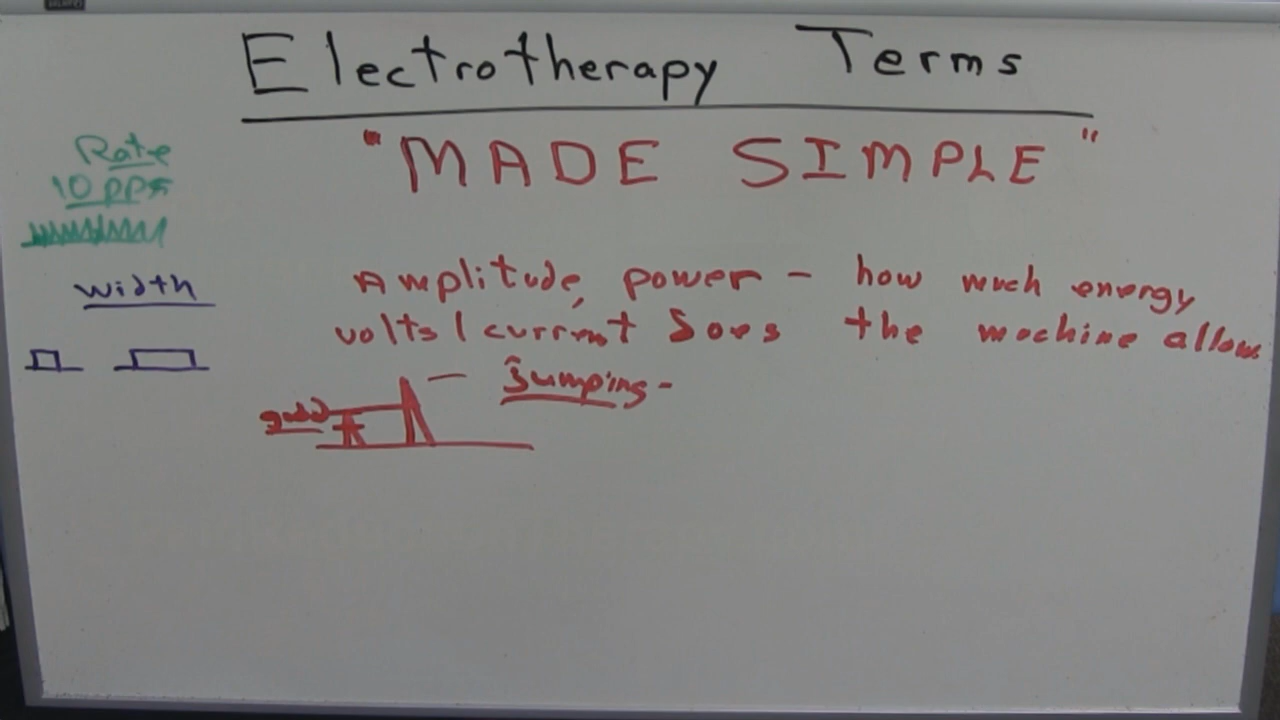 Electrotherapy Terms
"MADE SIMPLE"
Rate
10 pps
width
Amplitude, power - how much energy
volts / current does the machine allow
Jumping -